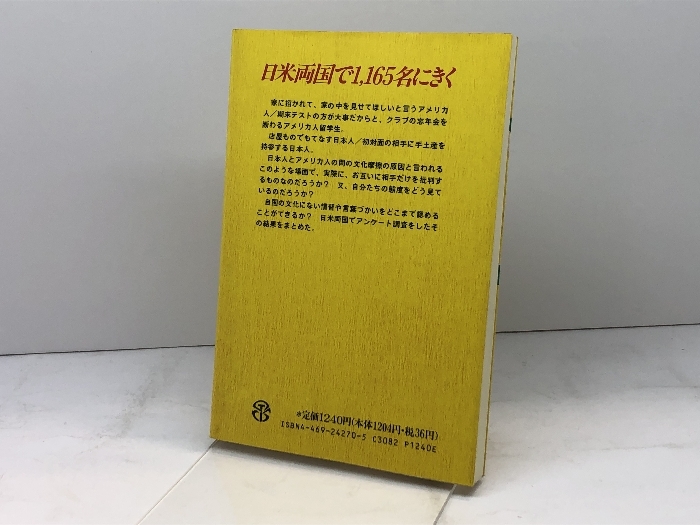 日米両国で1,165名にきく
家に招かれて、家の中を見せてほしいと言うアメリカ
人／期末テストの方が大事だからと、クラブの忘年会を
断わるアメリカ人留学生。
店屋ものでもてなす日本人／初対面の相手に手土産を
持参する日本人。
日本人とアメリカ人の間の文化摩擦の原因と言われる
このような場面で、実際に、お互いに相手だけを批判す
るものなのだろうか？　又、自分たちの態度をどう見て
いるのだろうか？
自国の文化にない情報や言葉づかいをどこまで認める
ことができるか？　日米両国でアンケート調査をしたそ
の結果をまとめた。
*定価1240円(本体1204円・税36円)
ISBN4-469-24270-5 C3082 P1240E